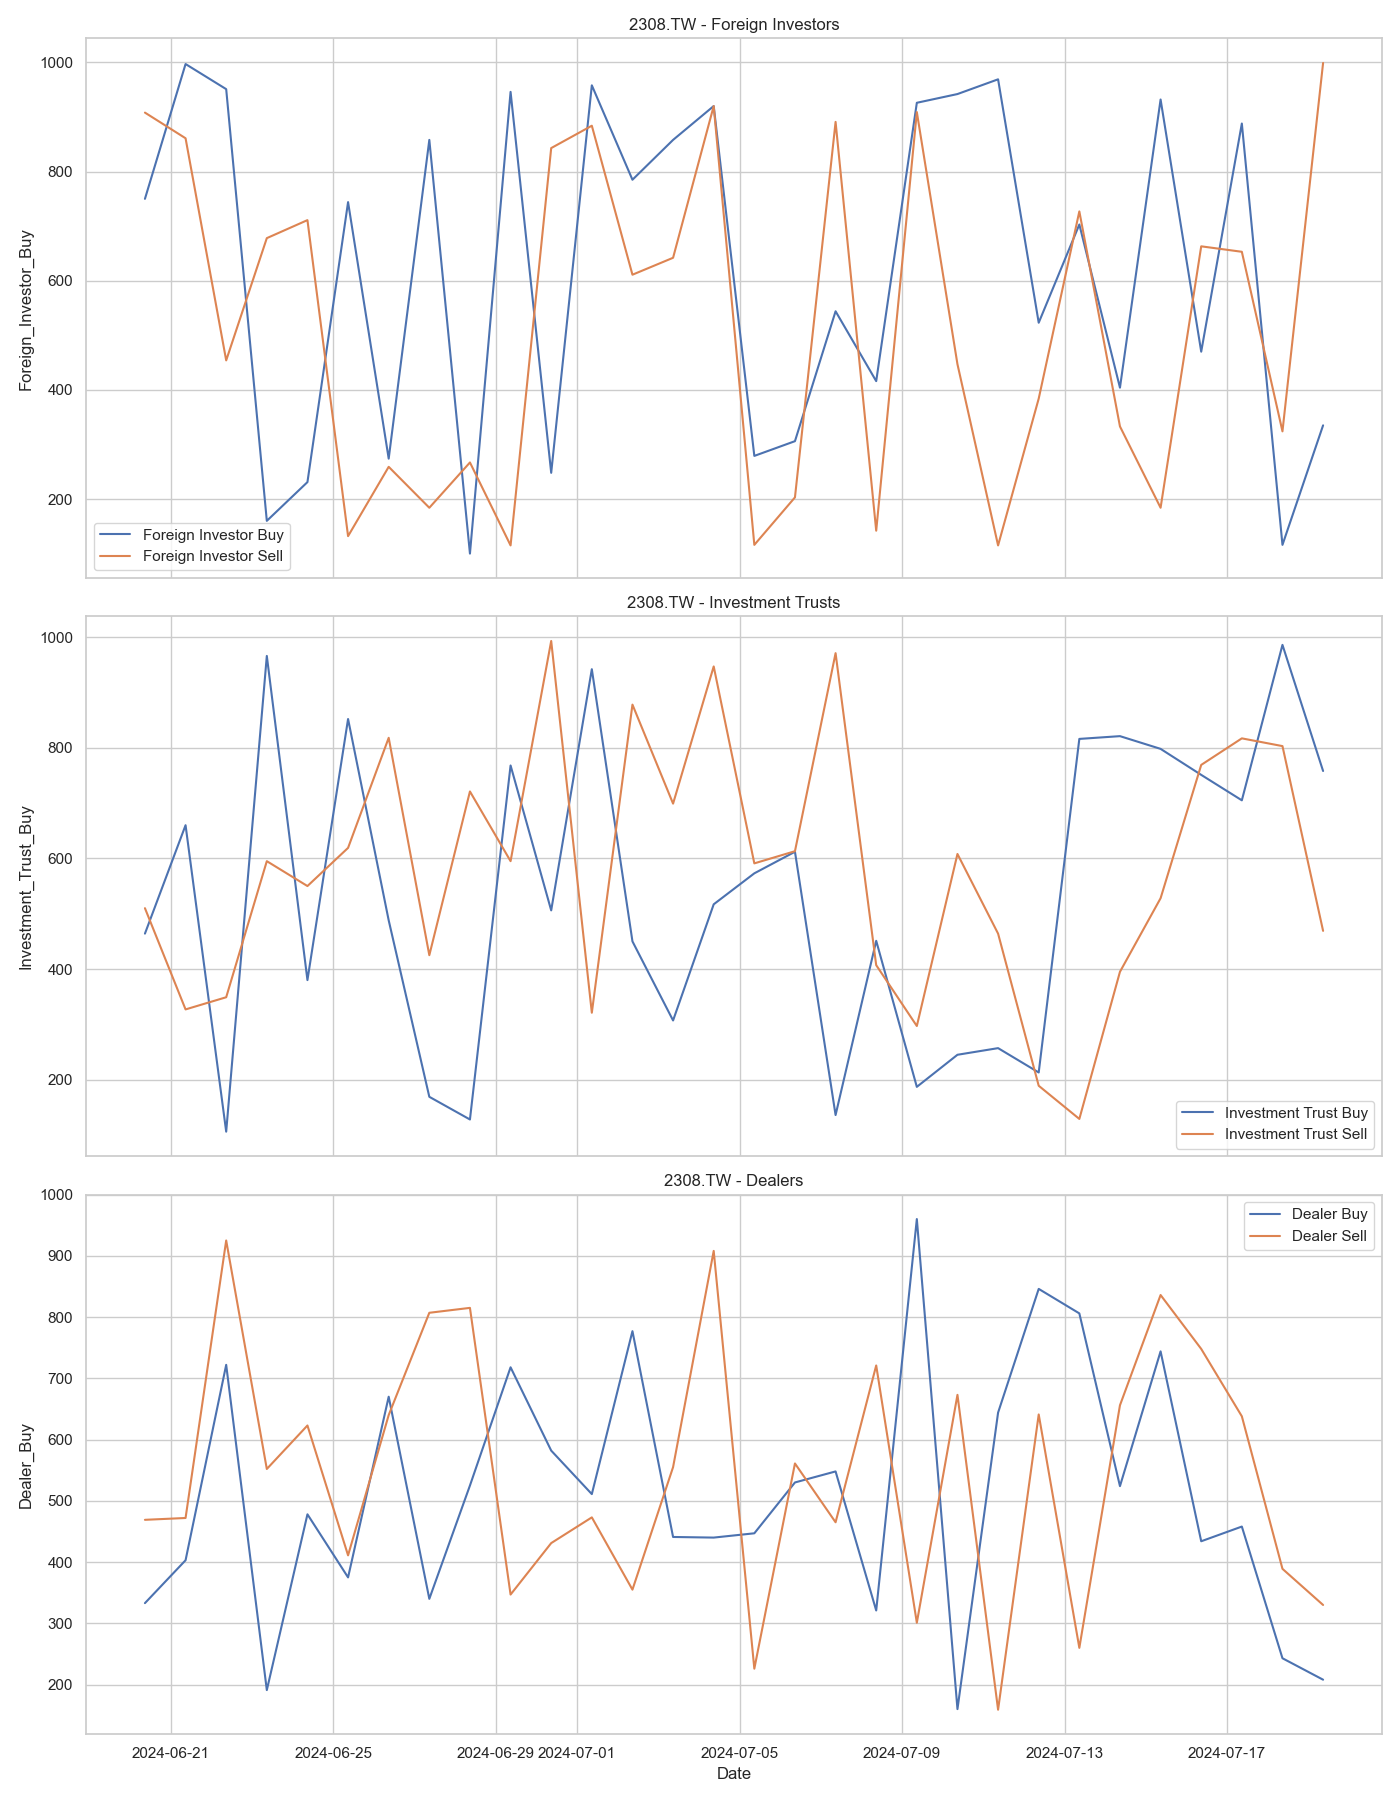 2308.TW - Foreign Investors
1000
800
600
400
200
Foreign_Investor_Buy
Foreign Investor Buy
Foreign Investor Sell
2308.TW - Investment Trusts
1000
800
600
400
200
Investment_Trust_Buy
Investment Trust Buy
Investment Trust Sell
2308.TW - Dealers
1000
900
800
700
600
500
400
300
200
Dealer_Buy
Dealer Buy
Dealer Sell
2024-06-21 2024-06-25 2024-06-29 2024-07-01 2024-07-05 2024-07-09 2024-07-13 2024-07-17
Date